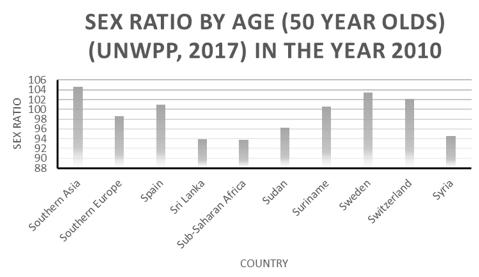 SEX RATIO BY AGE (50 YEAR OLDS)
(UNWPP, 2017) IN THE YEAR 2010
106
104
102
100
98
96
94
92
90
88
SEX RATIO
Southern Asia
Southern Europe
Spain
Sri Lanka
Sub-Saharan Africa
Sudan
Suriname
Sweden
Switzerland
Syria
COUNTRY